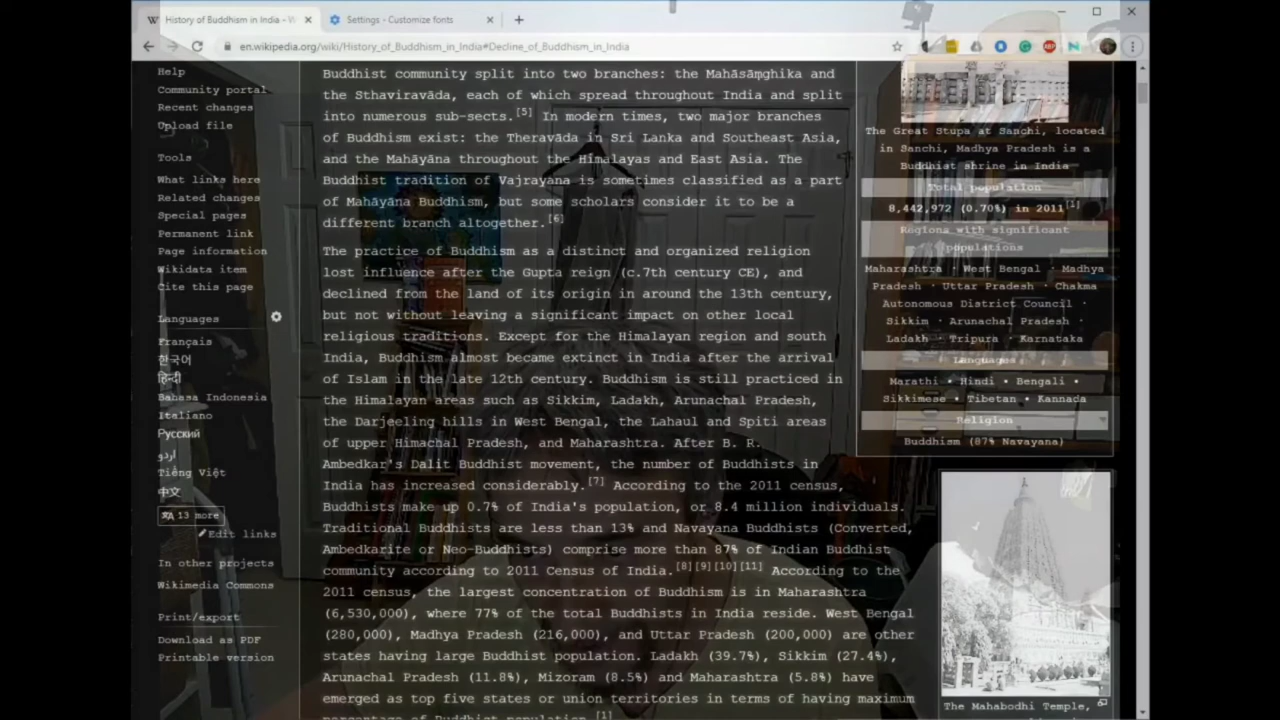 History of Buddhism in India - W
Settings - Customize fonts
en.wikipedia.org/wiki/History_of_Buddhism_in_India#Decline_of_Buddhism_in_India
Help
Community portal
Recent changes
Upload file
Tools
What links here
Related changes
Special pages
Permanent link
Page information
Wikidata item
Cite this page
Languages
Français
한국어
हिन्दी
Bahasa Indonesia
Italiano
Русский
اردو
Tiếng Việt
中文
13 more
Edit links
In other projects
Wikimedia Commons
Print/export
Download as PDF
Printable version
Buddhist community split into two branches: the Mahāsāṃghika and
the Sthaviravāda, each of which spread throughout India and split
into numerous sub-sects.[5] In modern times, two major branches
of Buddhism exist: the Theravāda in Sri Lanka and Southeast Asia,
and the Mahāyāna throughout the Himalayas and East Asia. The
Buddhist tradition of Vajrayana is sometimes classified as a part
of Mahāyāna Buddhism, but some scholars consider it to be a
different branch altogether.[6]
The practice of Buddhism as a distinct and organized religion
lost influence after the Gupta reign (c.7th century CE), and
declined from the land of its origin in around the 13th century,
but not without leaving a significant impact on other local
religious traditions. Except for the Himalayan region and south
India, Buddhism almost became extinct in India after the arrival
of Islam in the late 12th century. Buddhism is still practiced in
the Himalayan areas such as Sikkim, Ladakh, Arunachal Pradesh,
the Darjeeling hills in West Bengal, the Lahaul and Spiti areas
of upper Himachal Pradesh, and Maharashtra. After B. R.
Ambedkar's Dalit Buddhist movement, the number of Buddhists in
India has increased considerably.[7] According to the 2011 census,
Buddhists make up 0.7% of India's population, or 8.4 million individuals.
Traditional Buddhists are less than 13% and Navayana Buddhists (Converted,
Ambedkarite or Neo-Buddhists) comprise more than 87% of Indian Buddhist
community according to 2011 Census of India.[8][9][10][11] According to the
2011 census, the largest concentration of Buddhism is in Maharashtra
(6,530,000), where 77% of the total Buddhists in India reside. West Bengal
(280,000), Madhya Pradesh (216,000), and Uttar Pradesh (200,000) are other
states having large Buddhist population. Ladakh (39.7%), Sikkim (27.4%),
Arunachal Pradesh (11.8%), Mizoram (8.5%) and Maharashtra (5.8%) have
emerged as top five states or union territories in terms of having maximum
percentage of Buddhist population.[1]
The Great Stupa at Sanchi, located
in Sanchi, Madhya Pradesh is a
Buddhist shrine in India
Total population
8,442,972 (0.70%) in 2011[1]
Regions with significant
populations
Maharashtra · West Bengal · Madhya
Pradesh · Uttar Pradesh · Chakma
Autonomous District Council ·
Sikkim · Arunachal Pradesh ·
Ladakh · Tripura · Karnataka
Languages
Marathi • Hindi • Bengali •
Sikkimese • Tibetan • Kannada
Religion
Buddhism (87% Navayana)
The Mahabodhi Temple,